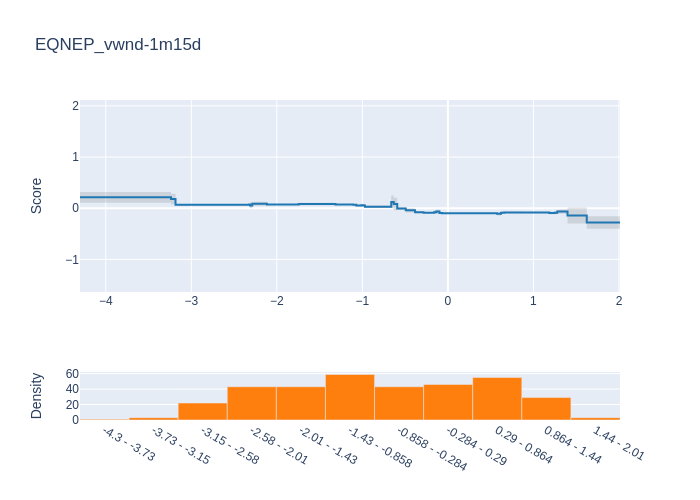 EQNEP_vwnd-1m15d
Score
2
1
0
−1
−4
−3
−2
−1
0
1
2
Density
60
40
20
0
-4.3 - -3.73
-3.73 - -3.15
-3.15 - -2.58
-2.58 - -2.01
-2.01 - -1.43
-1.43 - -0.858
-0.858 - -0.284
-0.284 - 0.29
0.29 - 0.864
0.864 - 1.44
1.44 - 2.01